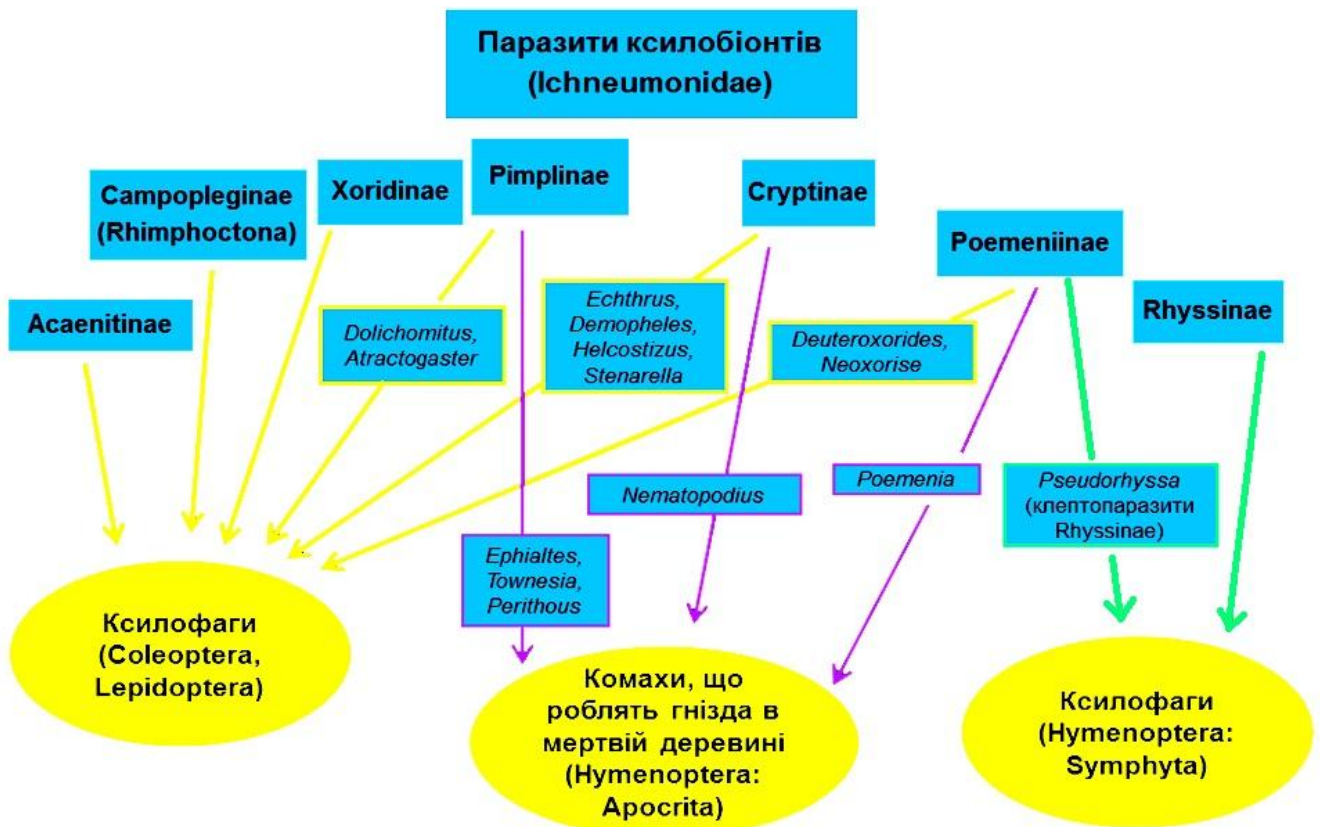 Паразити ксилобіонтів
(Ichneumonidae)
Campopleginae
(Rhimphoctona)
Xoridinae
Pimplinae
Cryptinae
Poemeniinae
Acaenitinae
Rhyssinae
Dolichomitus,
Atractogaster
Echthrus,
Demopheles,
Helcostizus,
Stenarella
Deuteroxorides,
Neoxorise
Nematopodius
Poemenia
Pseudorhyssa
(клептопаразити
Rhyssinae)
Ephialtes,
Townesia,
Perithous
Ксилофаги
(Coleoptera,
Lepidoptera)
Комахи, що
роблять гнізда в
мертвій деревині
(Hymenoptera:
Apocrita)
Ксилофаги
(Hymenoptera:
Symphyta)